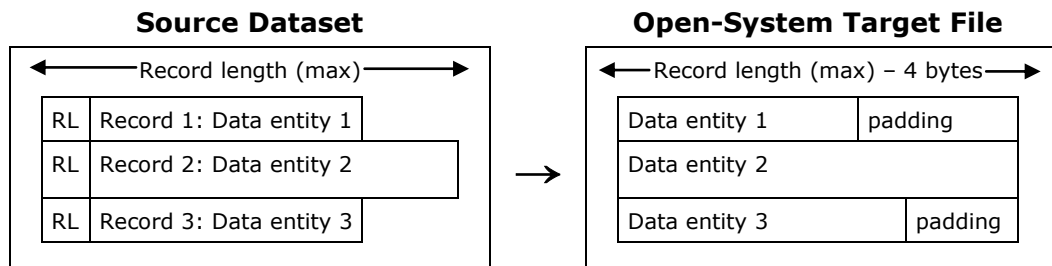 Source Dataset
Record length (max)
RL Record 1: Data entity 1
RL Record 2: Data entity 2
RL Record 3: Data entity 3
→
Open-System Target File
Record length (max) – 4 bytes
Data entity 1 padding
Data entity 2
Data entity 3 padding